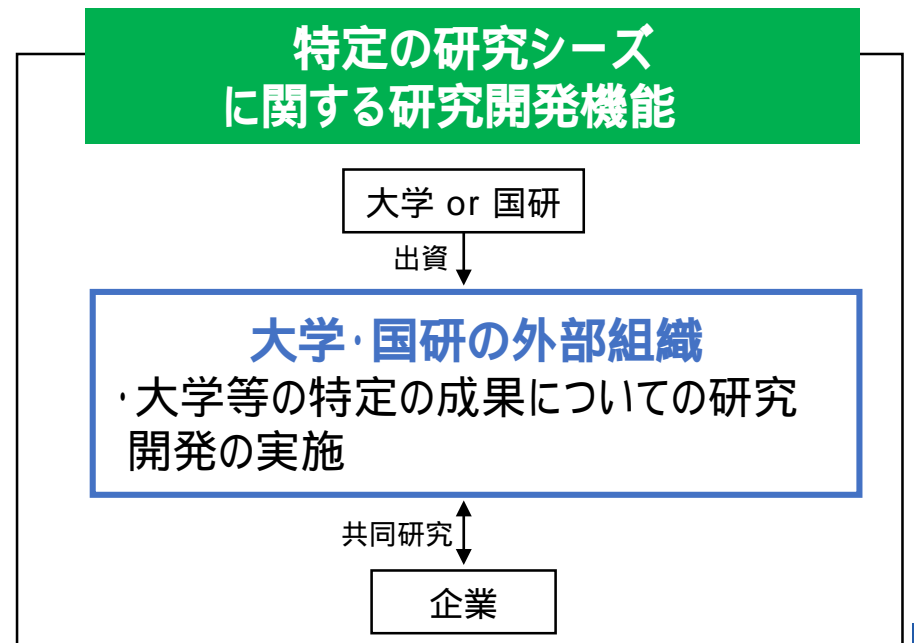 特定の研究シーズ
に関する研究開発機能
大学 or 国研
出資
大学・国研の外部組織
・大学等の特定の成果についての研究
開発の実施
共同研究
企業